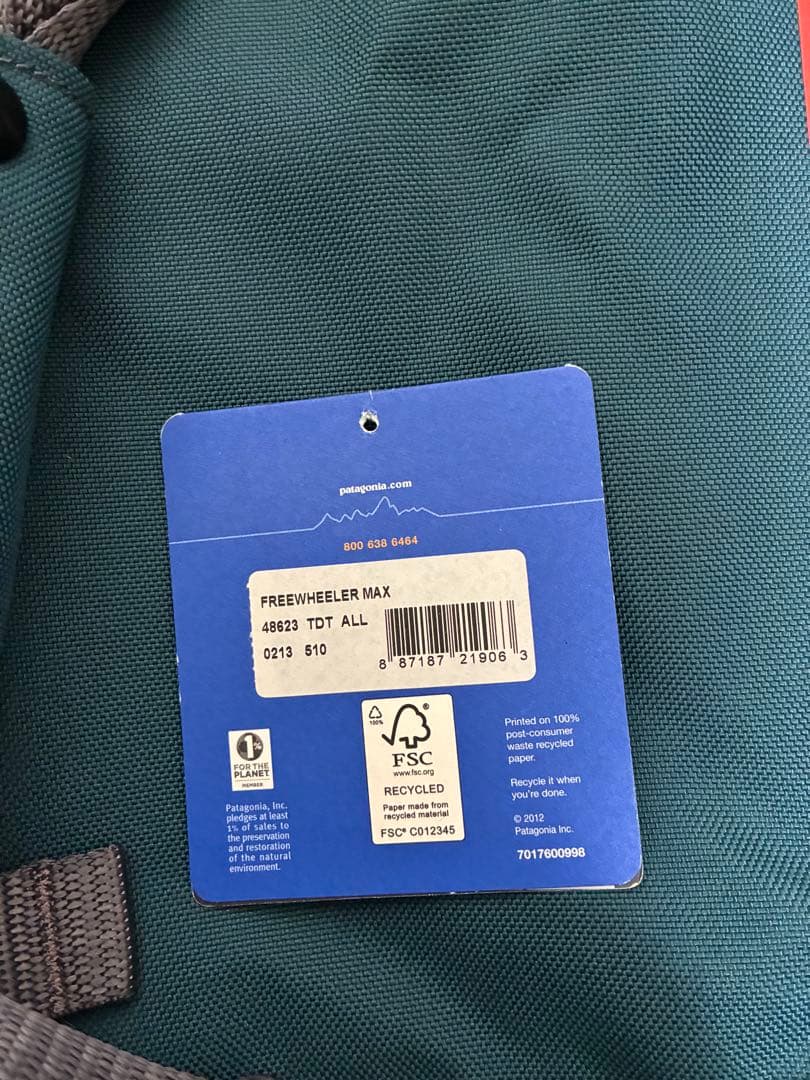 patagonia.com
800 638 6464
FREEWHEELER MAX
48623 TDT ALL
0213 510
8 87187 21906 3
1%
FOR THE
PLANET
MEMBER
Patagonia, Inc.
pledges at least
1% of sales to
the preservation
and restoration
of the natural
environment.
100%
®
FSC
www.fsc.org
RECYCLED
Paper made from
recycled material
FSC® C012345
Printed on 100%
post-consumer
waste recycled
paper.
Recycle it when
you're done.
© 2012
Patagonia Inc.
7017600998